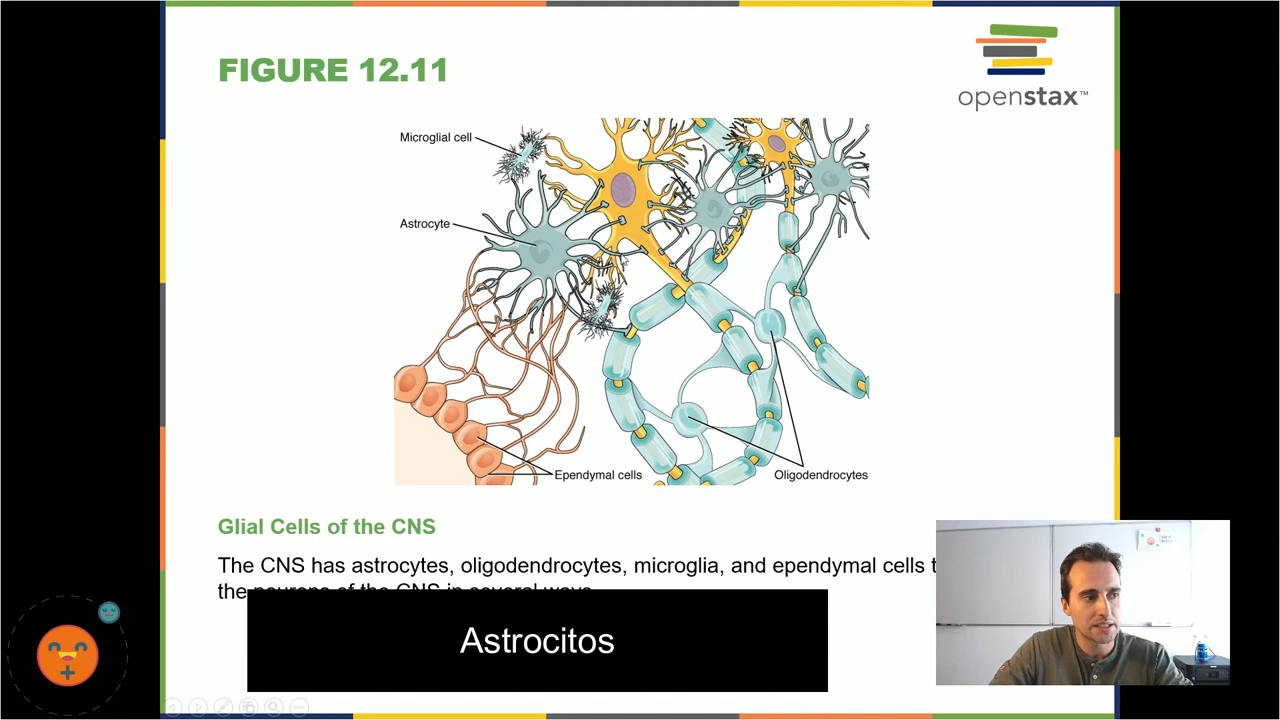 FIGURE 12.11
openstax™
Microglial cell
Astrocyte
Ependymal cells
Oligodendrocytes
Glial Cells of the CNS
The CNS has astrocytes, oligodendrocytes, microglia, and ependymal cells
the neurons of the CNS in several ways.
Astrocitos